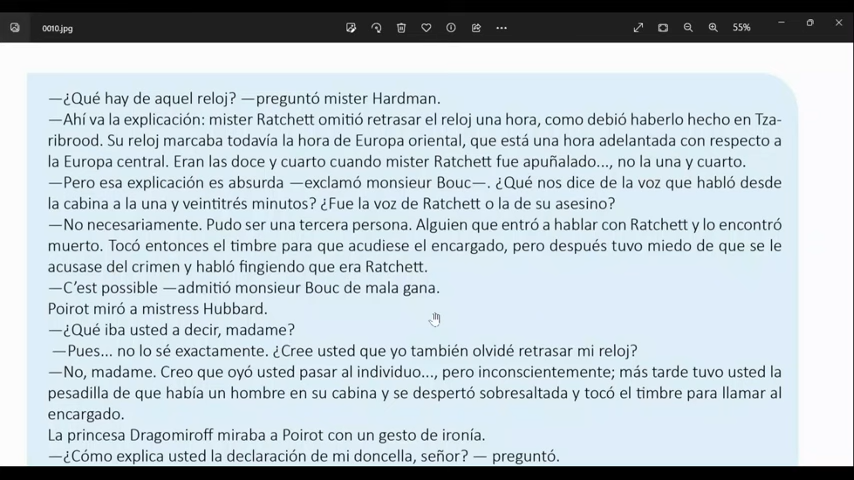 0010.jpg
55%
—¿Qué hay de aquel reloj? —preguntó mister Hardman.
—Ahí va la explicación: mister Ratchett omitió retrasar el reloj una hora, como debió haberlo hecho en Tza-
ribrood. Su reloj marcaba todavía la hora de Europa oriental, que está una hora adelantada con respecto a
la Europa central. Eran las doce y cuarto cuando mister Ratchett fue apuñalado..., no la una y cuarto.
—Pero esa explicación es absurda —exclamó monsieur Bouc—. ¿Qué nos dice de la voz que habló desde
la cabina a la una y veintitrés minutos? ¿Fue la voz de Ratchett o la de su asesino?
—No necesariamente. Pudo ser una tercera persona. Alguien que entró a hablar con Ratchett y lo encontró
muerto. Tocó entonces el timbre para que acudiese el encargado, pero después tuvo miedo de que se le
acusase del crimen y habló fingiendo que era Ratchett.
—C’est possible —admitió monsieur Bouc de mala gana.
Poirot miró a mistress Hubbard.
—¿Qué iba usted a decir, madame?
—Pues... no lo sé exactamente. ¿Cree usted que yo también olvidé retrasar mi reloj?
—No, madame. Creo que oyó usted pasar al individuo..., pero inconscientemente; más tarde tuvo usted la
pesadilla de que había un hombre en su cabina y se despertó sobresaltada y tocó el timbre para llamar al
encargado.
La princesa Dragomiroff miraba a Poirot con un gesto de ironía.
—¿Cómo explica usted la declaración de mi doncella, señor? — preguntó.